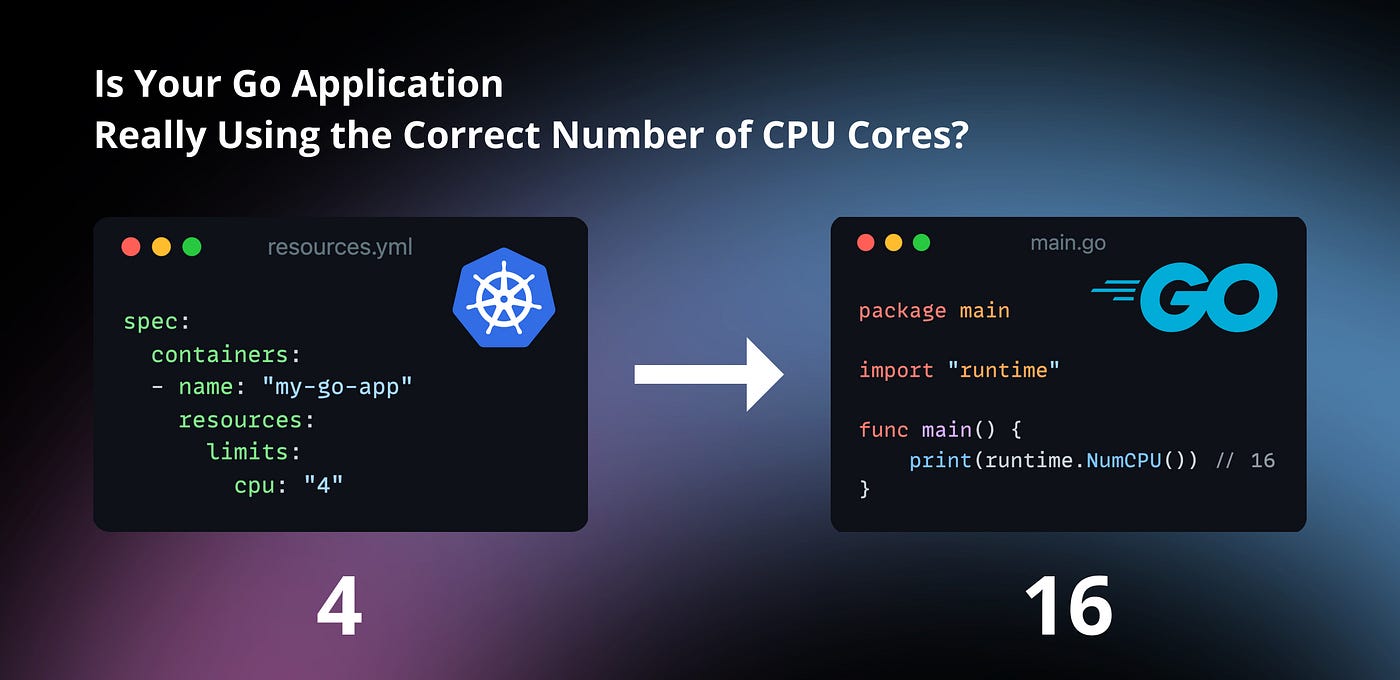 Is Your Go Application
Really Using the Correct Number of CPU Cores?
resources.yml
spec:
  containers:
  - name: "my-go-app"
    resources:
      limits:
        cpu: "4"
4
main.go
GO
package main
import "runtime"
func main() {
    print(runtime.NumCPU()) // 16
}
16